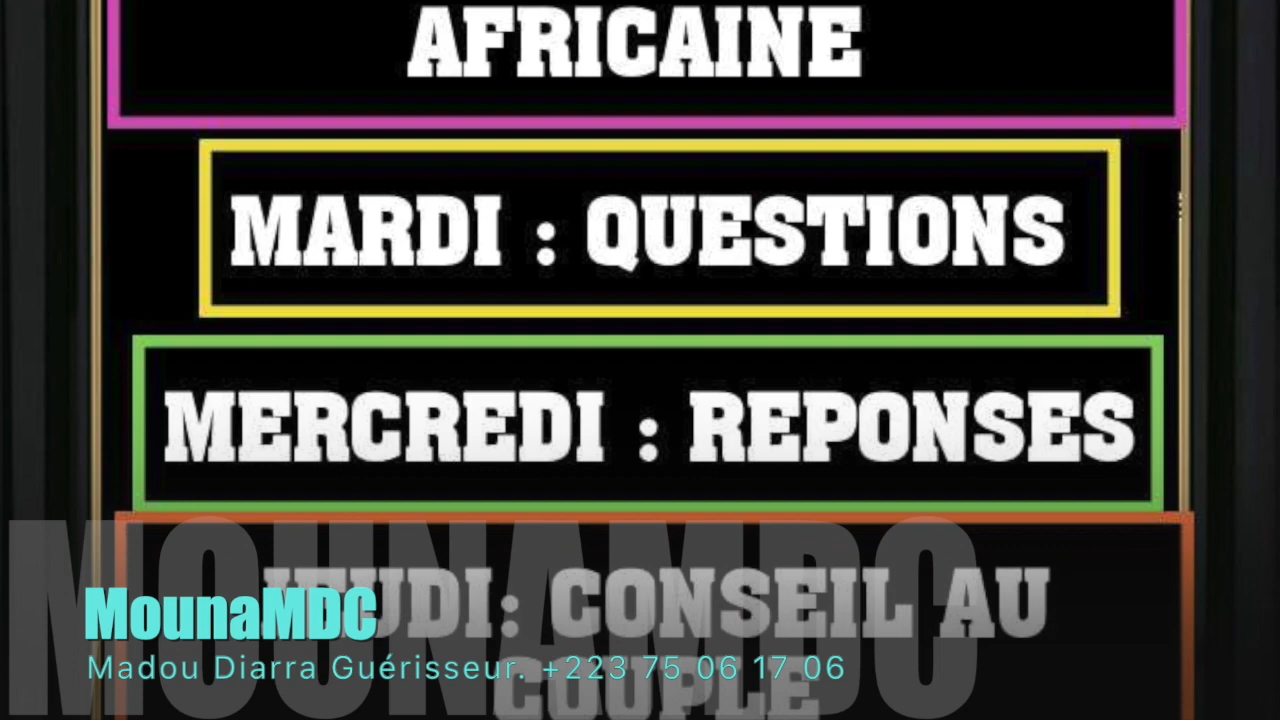 AFRICAINE
MARDI : QUESTIONS
MERCREDI : REPONSES
JEUDI: CONSEIL AU
COUPLE
MOUNAMDC
MounaMDC
Madou Diarra Guérisseur. +223 75 06 17 06